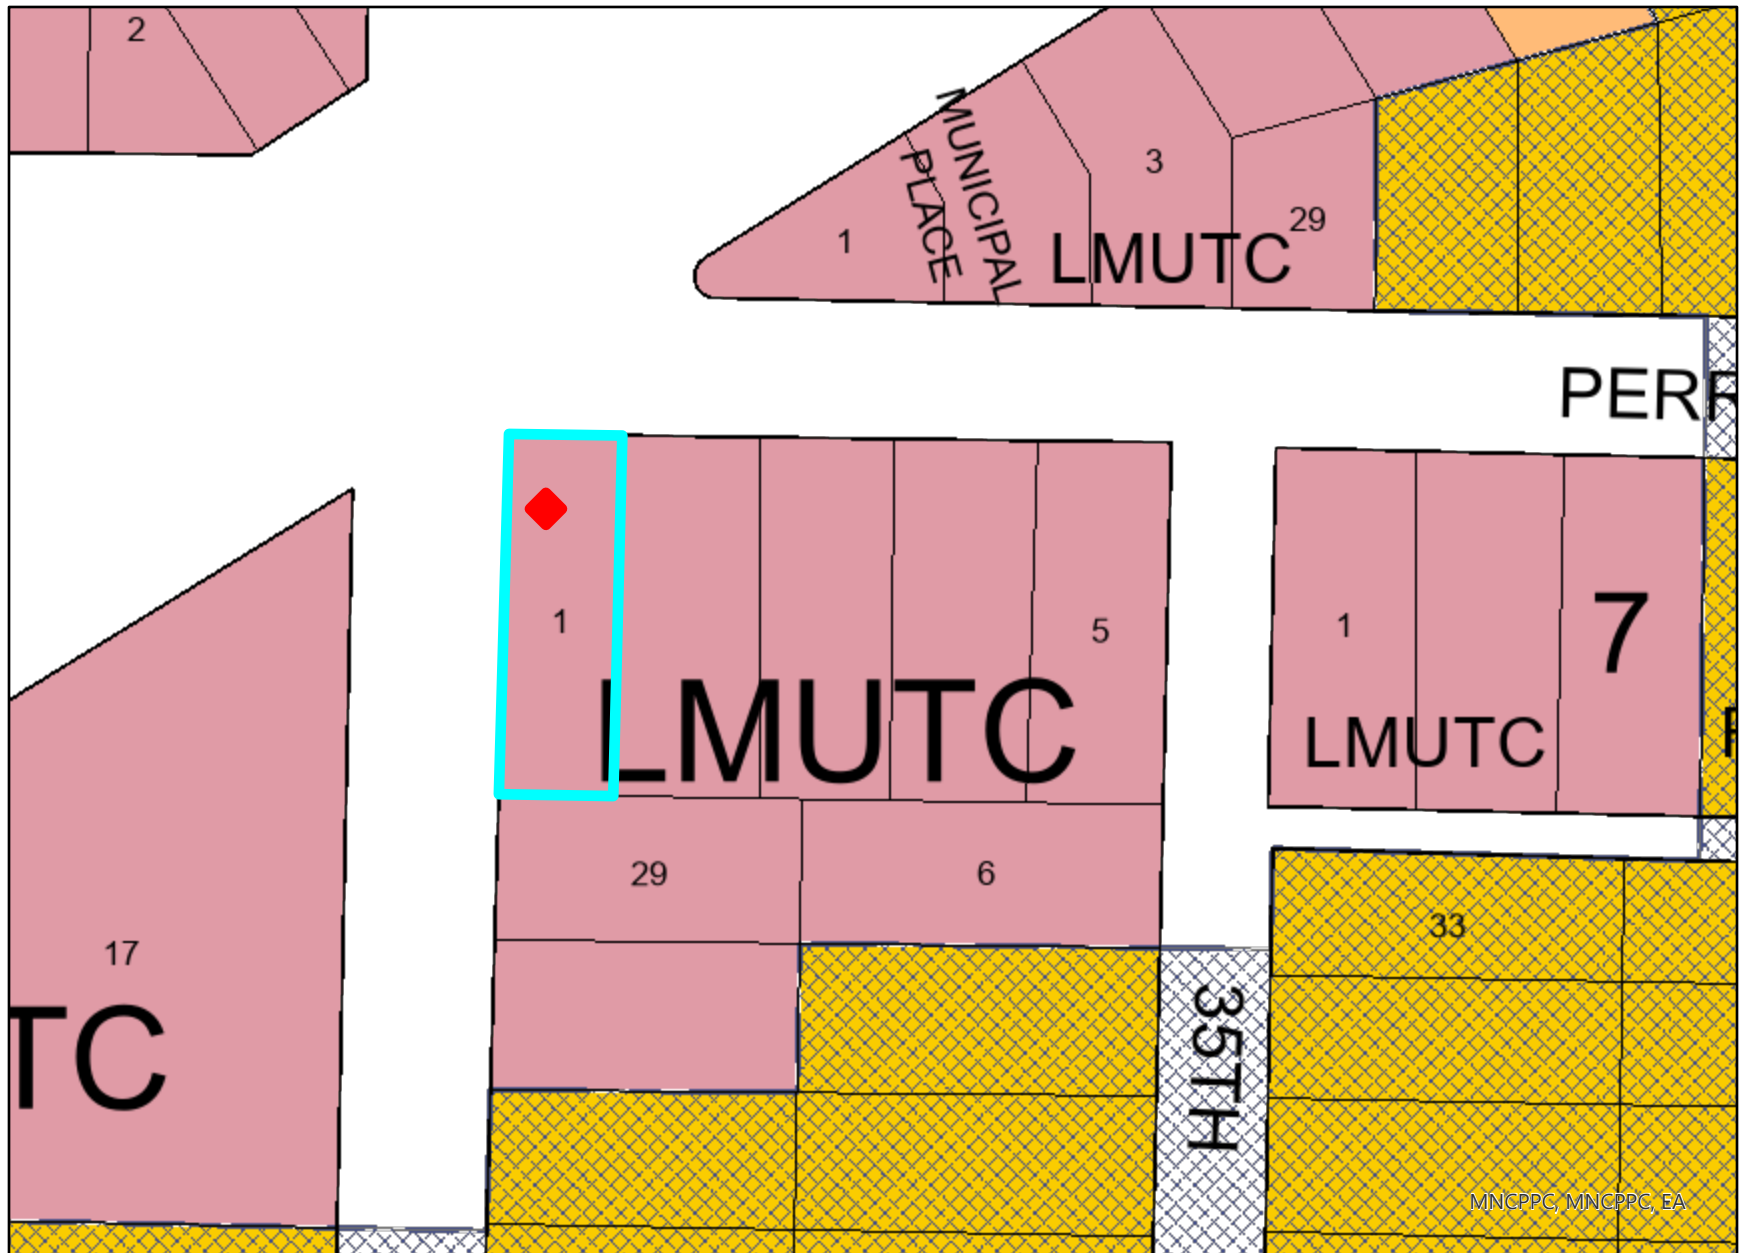 2
MUNICIPAL
PLACE
3
29
1
LMUTC
PERR
1
5
1
7
LMUTC
LMUTC
29
6
17
33
TC
35TH
MNCPPC, MNCPPC, EA